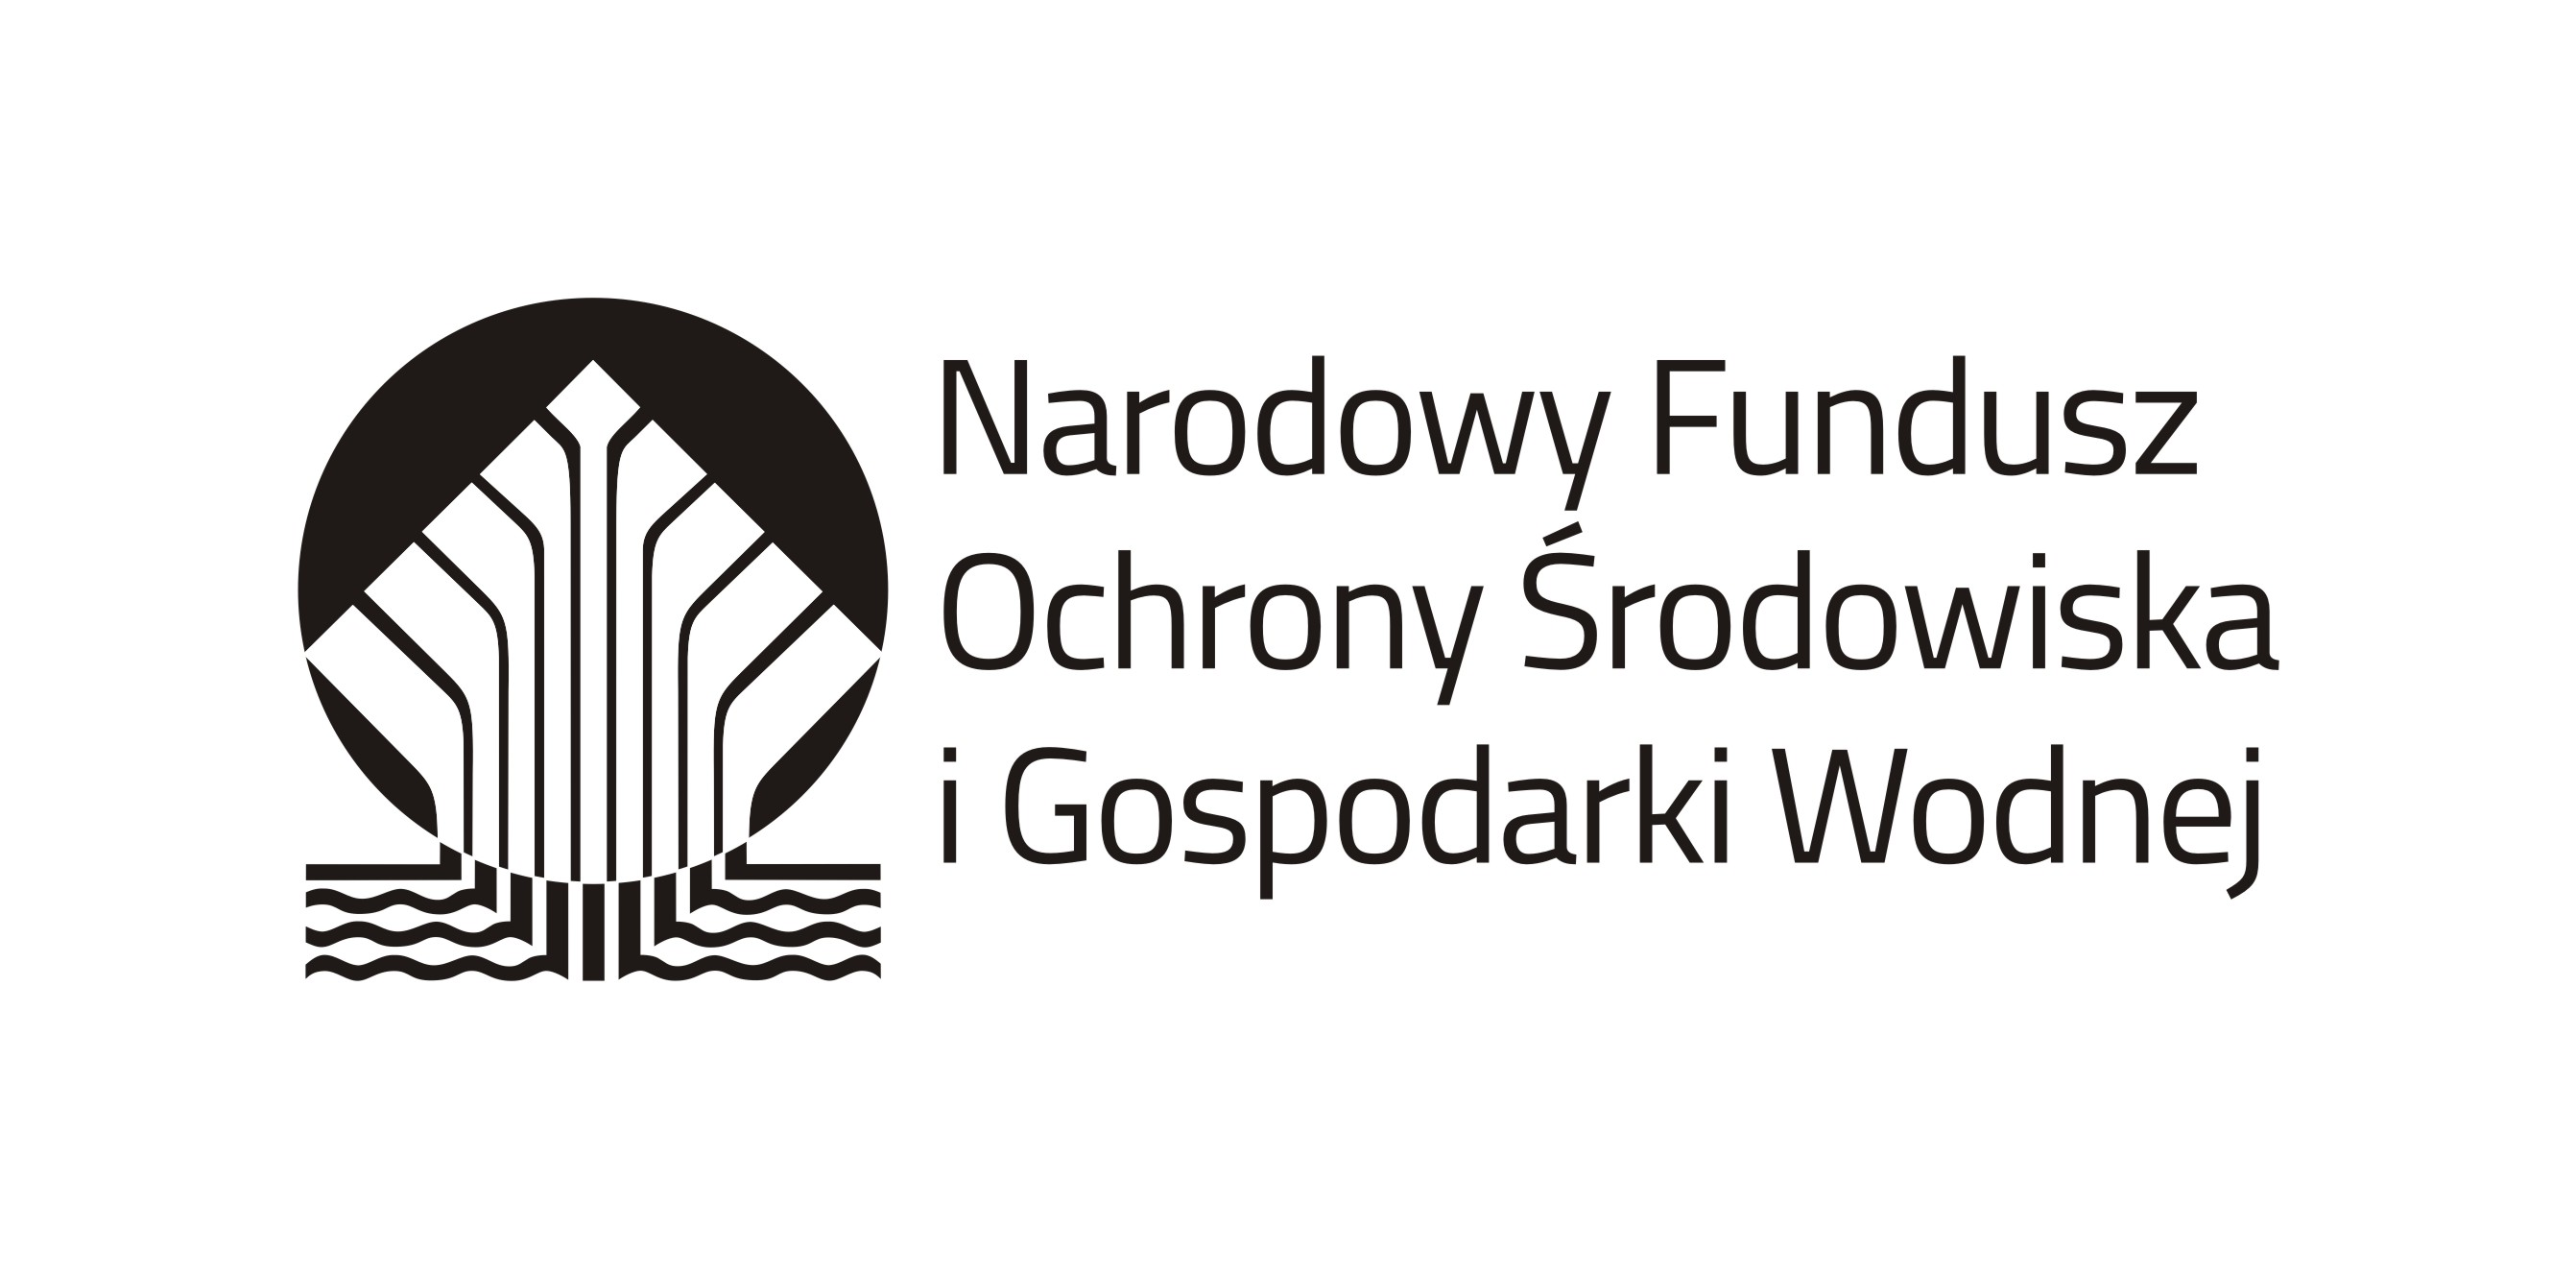 Narodowy Fundusz
Ochrony Środowiska
i Gospodarki Wodnej